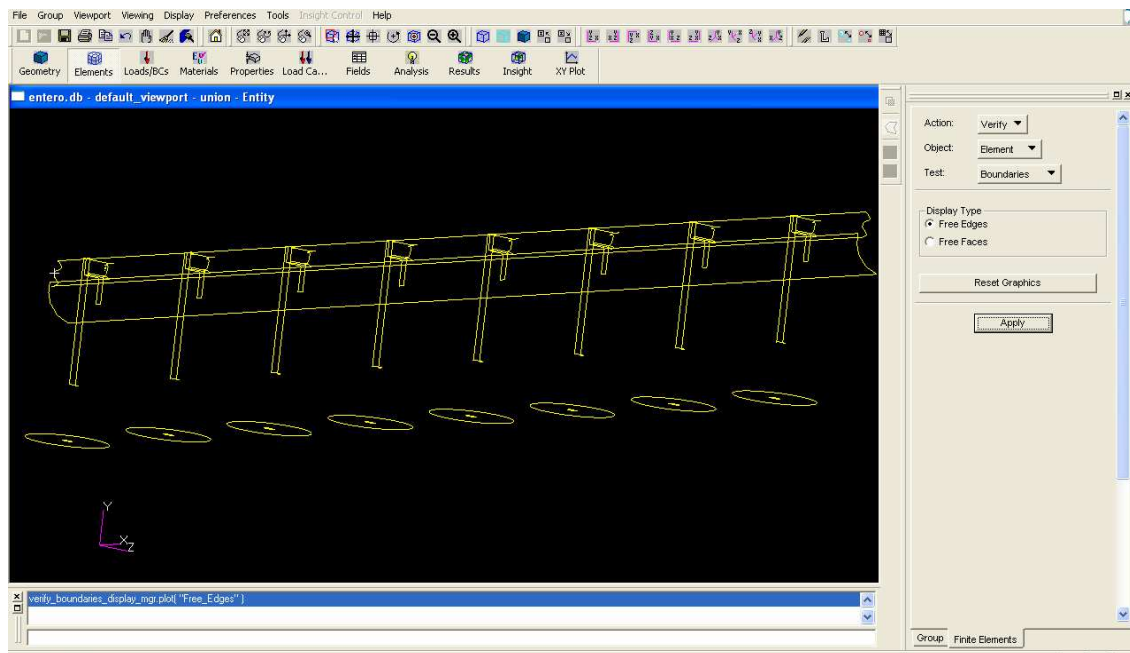 File Group Viewport Viewing Display Preferences Tools Insight Control Help
Geometry Elements Loads/BCs Materials Properties Load Ca... Fields Analysis Results Insight XY Plot
entero.db - default_viewport - union - Entity
Action: Verify
Object: Element
Test: Boundaries
Display Type
Free Edges
Free Faces
Reset Graphics
Apply
Y
X
Z
verify_boundaries_display_mgr.plot( "Free_Edges" )
Group Finite Elements